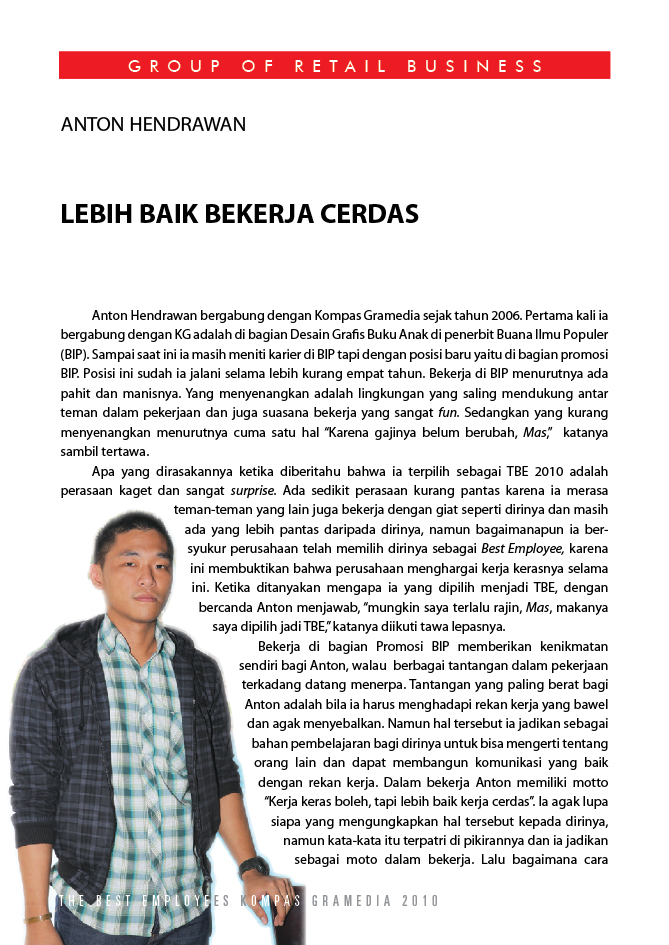 GROUP OF RETAIL BUSINESS
ANTON HENDRAWAN
LEBIH BAIK BEKERJA CERDAS
Anton Hendrawan bergabung dengan Kompas Gramedia sejak tahun 2006. Pertama kali ia
bergabung dengan KG adalah di bagian Desain Grafis Buku Anak di penerbit Buana Ilmu Populer
(BIP). Sampai saat ini ia masih meniti karier di BIP tapi dengan posisi baru yaitu di bagian promosi
BIP. Posisi ini sudah ia jalani selama lebih kurang empat tahun. Bekerja di BIP menurutnya ada
pahit dan manisnya. Yang menyenangkan adalah lingkungan yang saling mendukung antar
teman dalam pekerjaan dan juga suasana bekerja yang sangat fun. Sedangkan yang kurang
menyenangkan menurutnya cuma satu hal “Karena gajinya belum berubah, Mas,” katanya
sambil tertawa.
Apa yang dirasakannya ketika diberitahu bahwa ia terpilih sebagai TBE 2010 adalah
perasaan kaget dan sangat surprise. Ada sedikit perasaan kurang pantas karena ia merasa
teman-teman yang lain juga bekerja dengan giat seperti dirinya dan masih
ada yang lebih pantas daripada dirinya, namun bagaimanapun ia ber-
syukur perusahaan telah memilih dirinya sebagai Best Employee, karena
ini membuktikan bahwa perusahaan menghargai kerja kerasnya selama
ini. Ketika ditanyakan mengapa ia yang dipilih menjadi TBE, dengan
bercanda Anton menjawab, “mungkin saya terlalu rajin, Mas, makanya
saya dipilih jadi TBE,” katanya diikuti tawa lepasnya.
Bekerja di bagian Promosi BIP memberikan kenikmatan
sendiri bagi Anton, walau berbagai tantangan dalam pekerjaan
terkadang datang menerpa. Tantangan yang paling berat bagi
Anton adalah bila ia harus menghadapi rekan kerja yang bawel
dan agak menyebalkan. Namun hal tersebut ia jadikan sebagai
bahan pembelajaran bagi dirinya untuk bisa mengerti tentang
orang lain dan dapat membangun komunikasi yang baik
dengan rekan kerja. Dalam bekerja Anton memiliki motto
“Kerja keras boleh, tapi lebih baik kerja cerdas”. Ia agak lupa
siapa yang mengungkapkan hal tersebut kepada dirinya,
namun kata-kata itu terpatri di pikirannya dan ia jadikan
sebagai moto dalam bekerja. Lalu bagaimana cara
THE BEST EMPLOYEES KOMPAS GRAMEDIA 2010